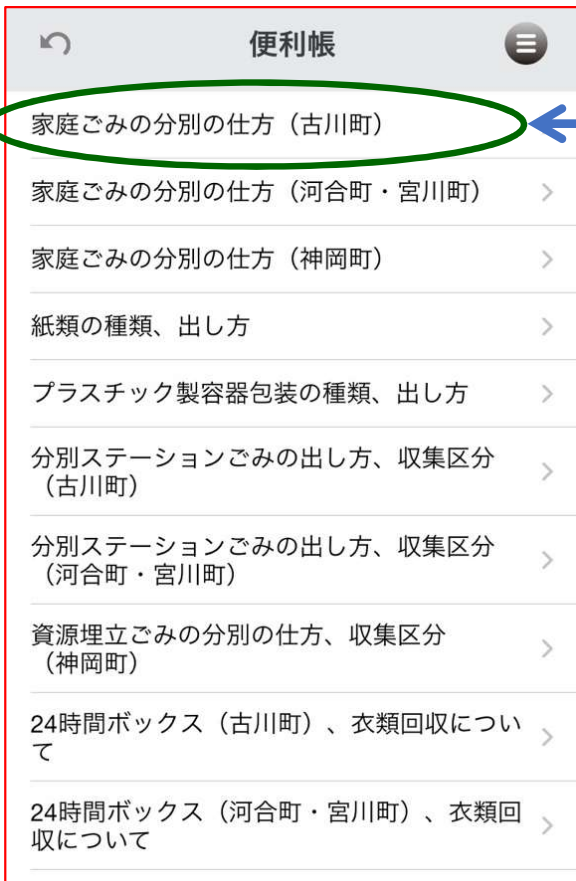 便利帳
家庭ごみの分別の仕方（古川町）
家庭ごみの分別の仕方（河合町・宮川町）
家庭ごみの分別の仕方（神岡町）
紙類の種類、出し方
プラスチック製容器包装の種類、出し方
分別ステーションごみの出し方、収集区分
（古川町）
分別ステーションごみの出し方、収集区分
（河合町・宮川町）
資源埋立ごみの分別の仕方、収集区分
（神岡町）
24時間ボックス（古川町）、衣類回収につい
て
24時間ボックス（河合町・宮川町）、衣類回
収について